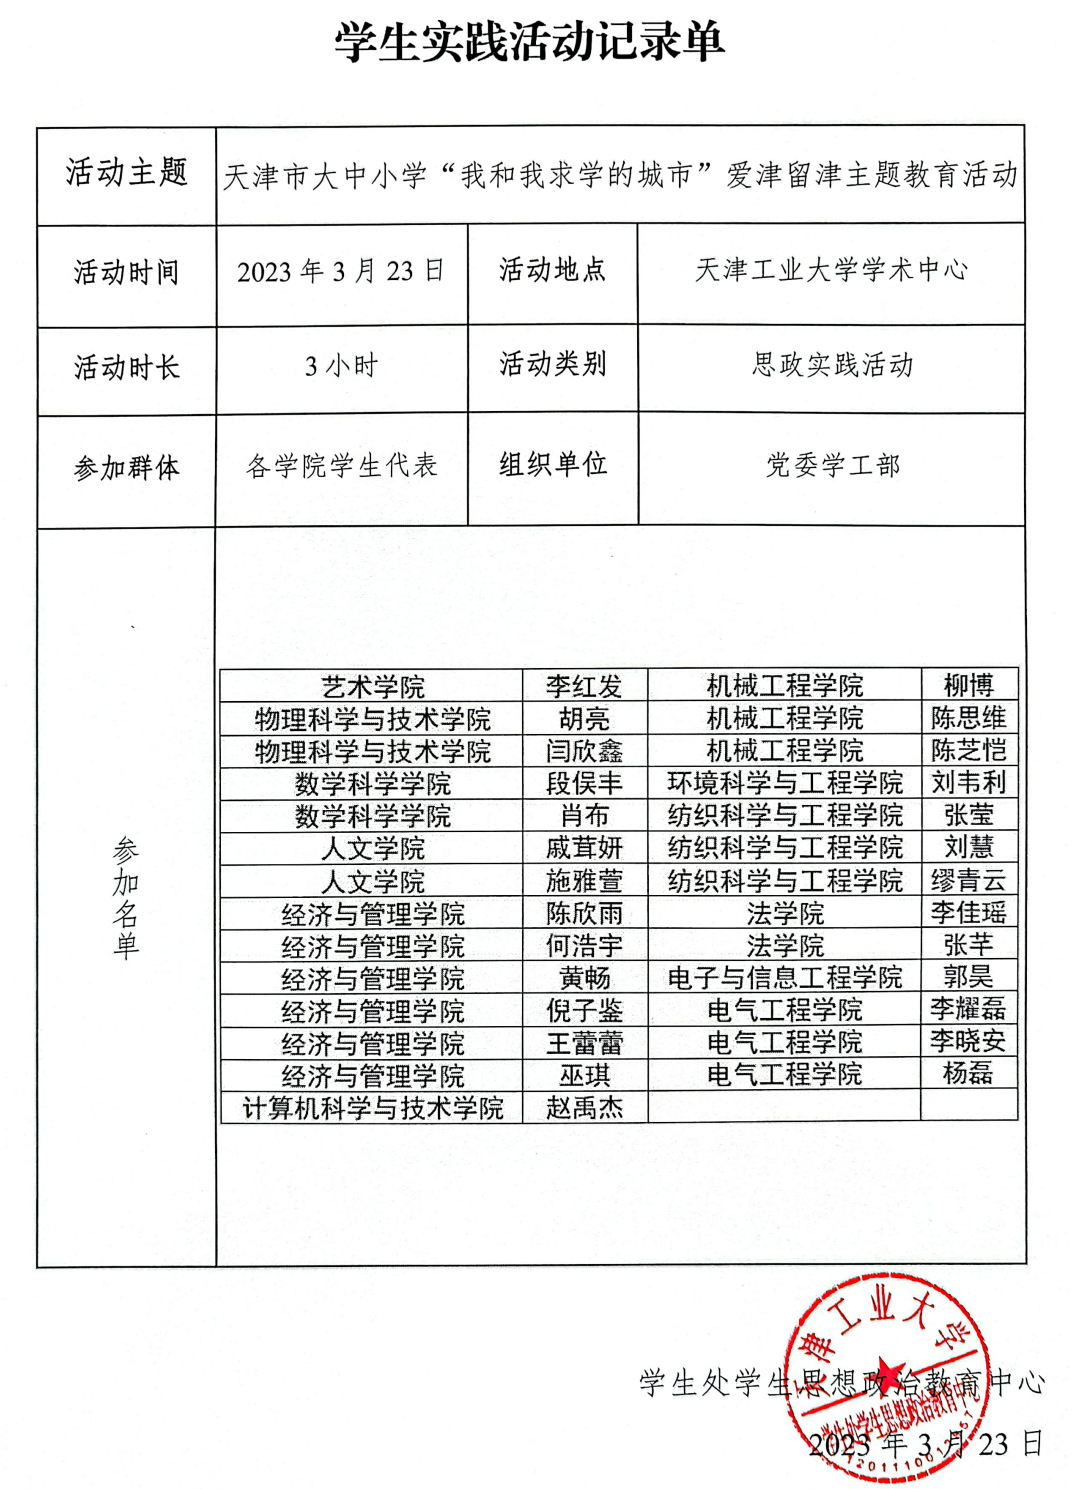 学生实践活动记录单
活动主题 天津市大中小学“我和我求学的城市”爱津留津主题教育活动
活动时间 2023年3月23日 活动地点 天津工业大学学术中心
活动时长 3小时 活动类别 思政实践活动
参加群体 各学院学生代表 组织单位 党委学工部
参加名单
艺术学院 李红发 机械工程学院 柳博
物理科学与技术学院 胡亮 机械工程学院 陈思维
物理科学与技术学院 闫欣鑫 机械工程学院 陈芝恺
数学科学学院 段俣丰 环境科学与工程学院 刘韦利
数学科学学院 肖布 纺织科学与工程学院 张莹
人文学院 戚茸妍 纺织科学与工程学院 刘慧
人文学院 施雅萱 纺织科学与工程学院 缪青云
经济与管理学院 陈欣雨 法学院 李佳瑶
经济与管理学院 何浩宇 法学院 张芊
经济与管理学院 黄畅 电子与信息工程学院 郭昊
经济与管理学院 倪子鉴 电气工程学院 李耀磊
经济与管理学院 王蕾蕾 电气工程学院 李晓安
经济与管理学院 巫琪 电气工程学院 杨磊
计算机科学与技术学院 赵禹杰
天津工业大学
学生处学生思想政治教育中心
学生处学生思想政治教育中心
2023年3月23日